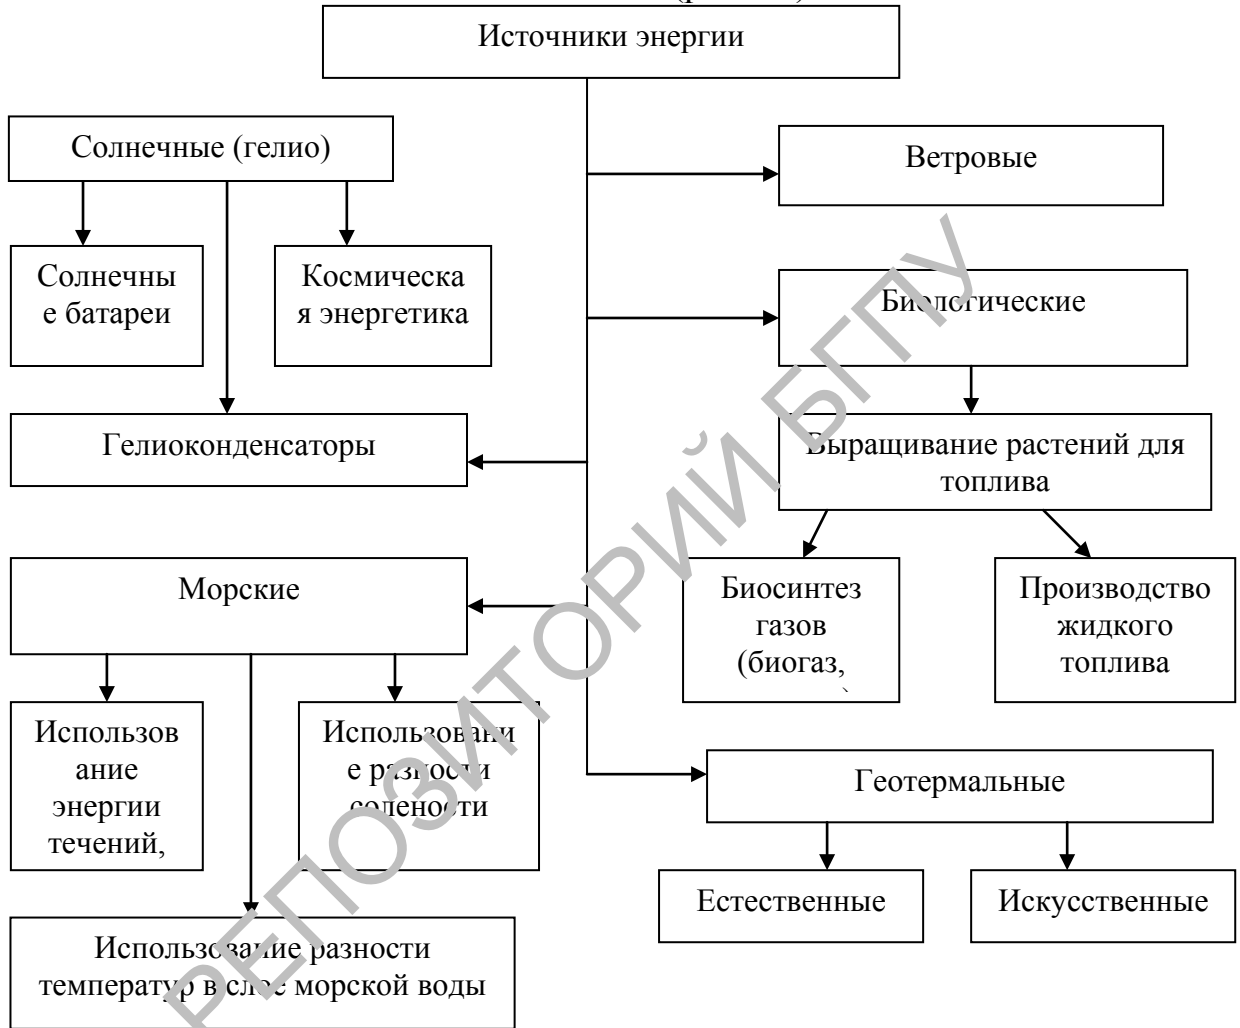 Источники энергии
Солнечные (гелио)
Ветровые
Солнечны
е батареи
Космическа
я энергетика
Биологические
Гелиоконденсаторы
Выращивание растений для
топлива
Морские
Биосинтез
газов
(биогаз,
Производство
жидкого
топлива
Использов
ание
энергии
течений,
Использовани
е разности
солености
Геотермальные
Естественные
Искусственные
Использование разности
температур в слое морской воды
РЕПОЗИТОРИЙ БГПУ